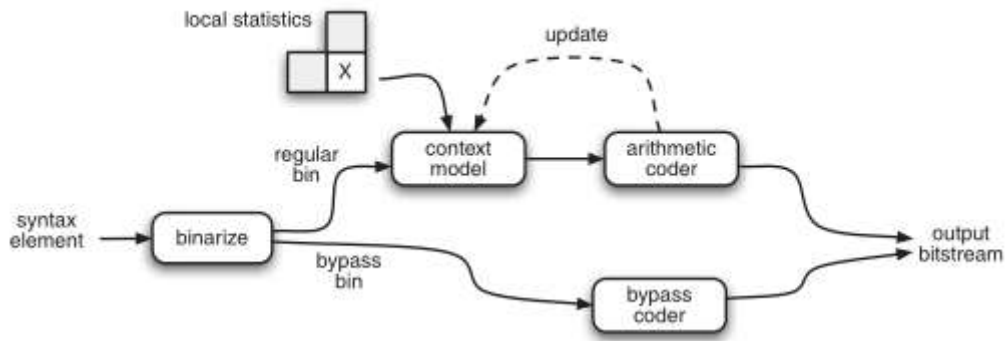 local statistics
X
update
regular
bin
context
model
arithmetic
coder
syntax
element
binarize
bypass
bin
output
bitstream
bypass
coder